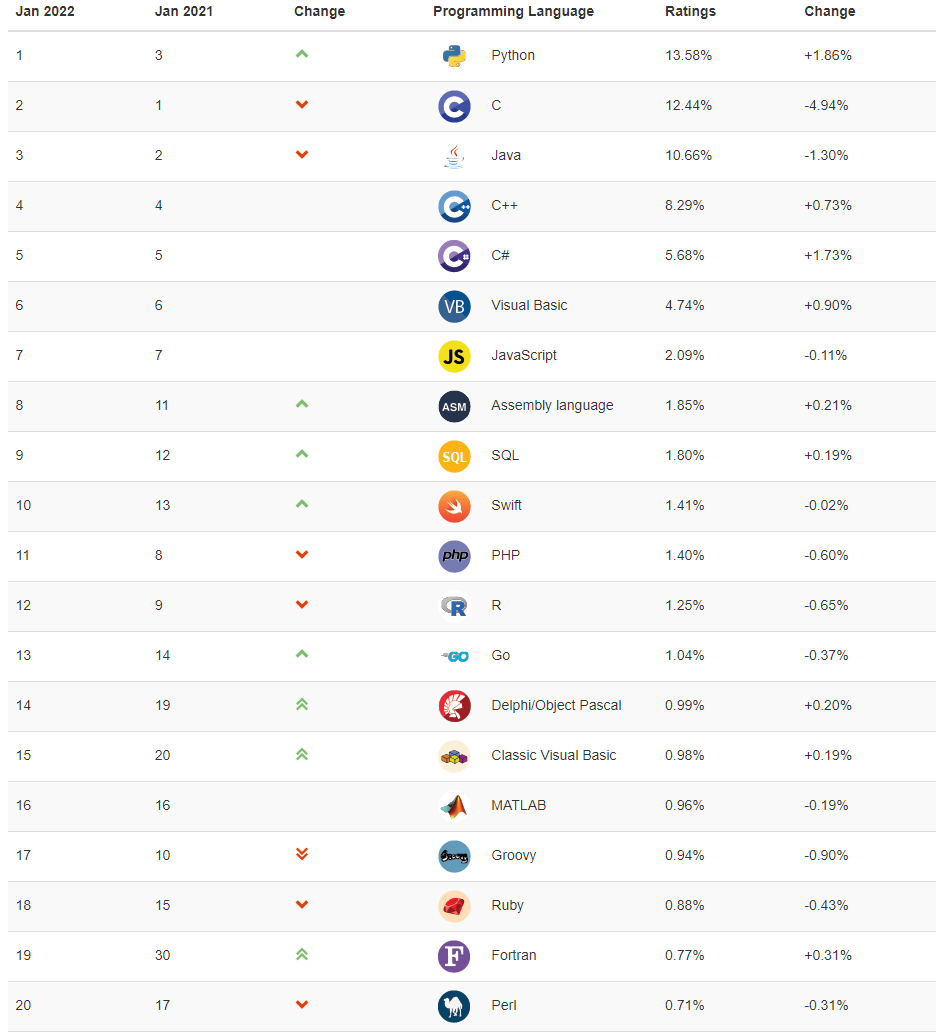 Jan 2022 Jan 2021 Change Programming Language Ratings Change
1 3 Python 13.58% +1.86%
2 1 C C 12.44% -4.94%
3 2 Java Java 10.66% -1.30%
4 4 C++ C++ 8.29% +0.73%
5 5 C# C# 5.68% +1.73%
6 6 VB Visual Basic 4.74% +0.90%
7 7 JS JavaScript 2.09% -0.11%
8 11 ASM Assembly language 1.85% +0.21%
9 12 SQL SQL 1.80% +0.19%
10 13 Swift 1.41% -0.02%
11 8 php PHP 1.40% -0.60%
12 9 R R 1.25% -0.65%
13 14 GO Go 1.04% -0.37%
14 19 Delphi/Object Pascal 0.99% +0.20%
15 20 Classic Visual Basic 0.98% +0.19%
16 16 MATLAB 0.96% -0.19%
17 10 Groovy 0.94% -0.90%
18 15 Ruby 0.88% -0.43%
19 30 F Fortran 0.77% +0.31%
20 17 Perl 0.71% -0.31%